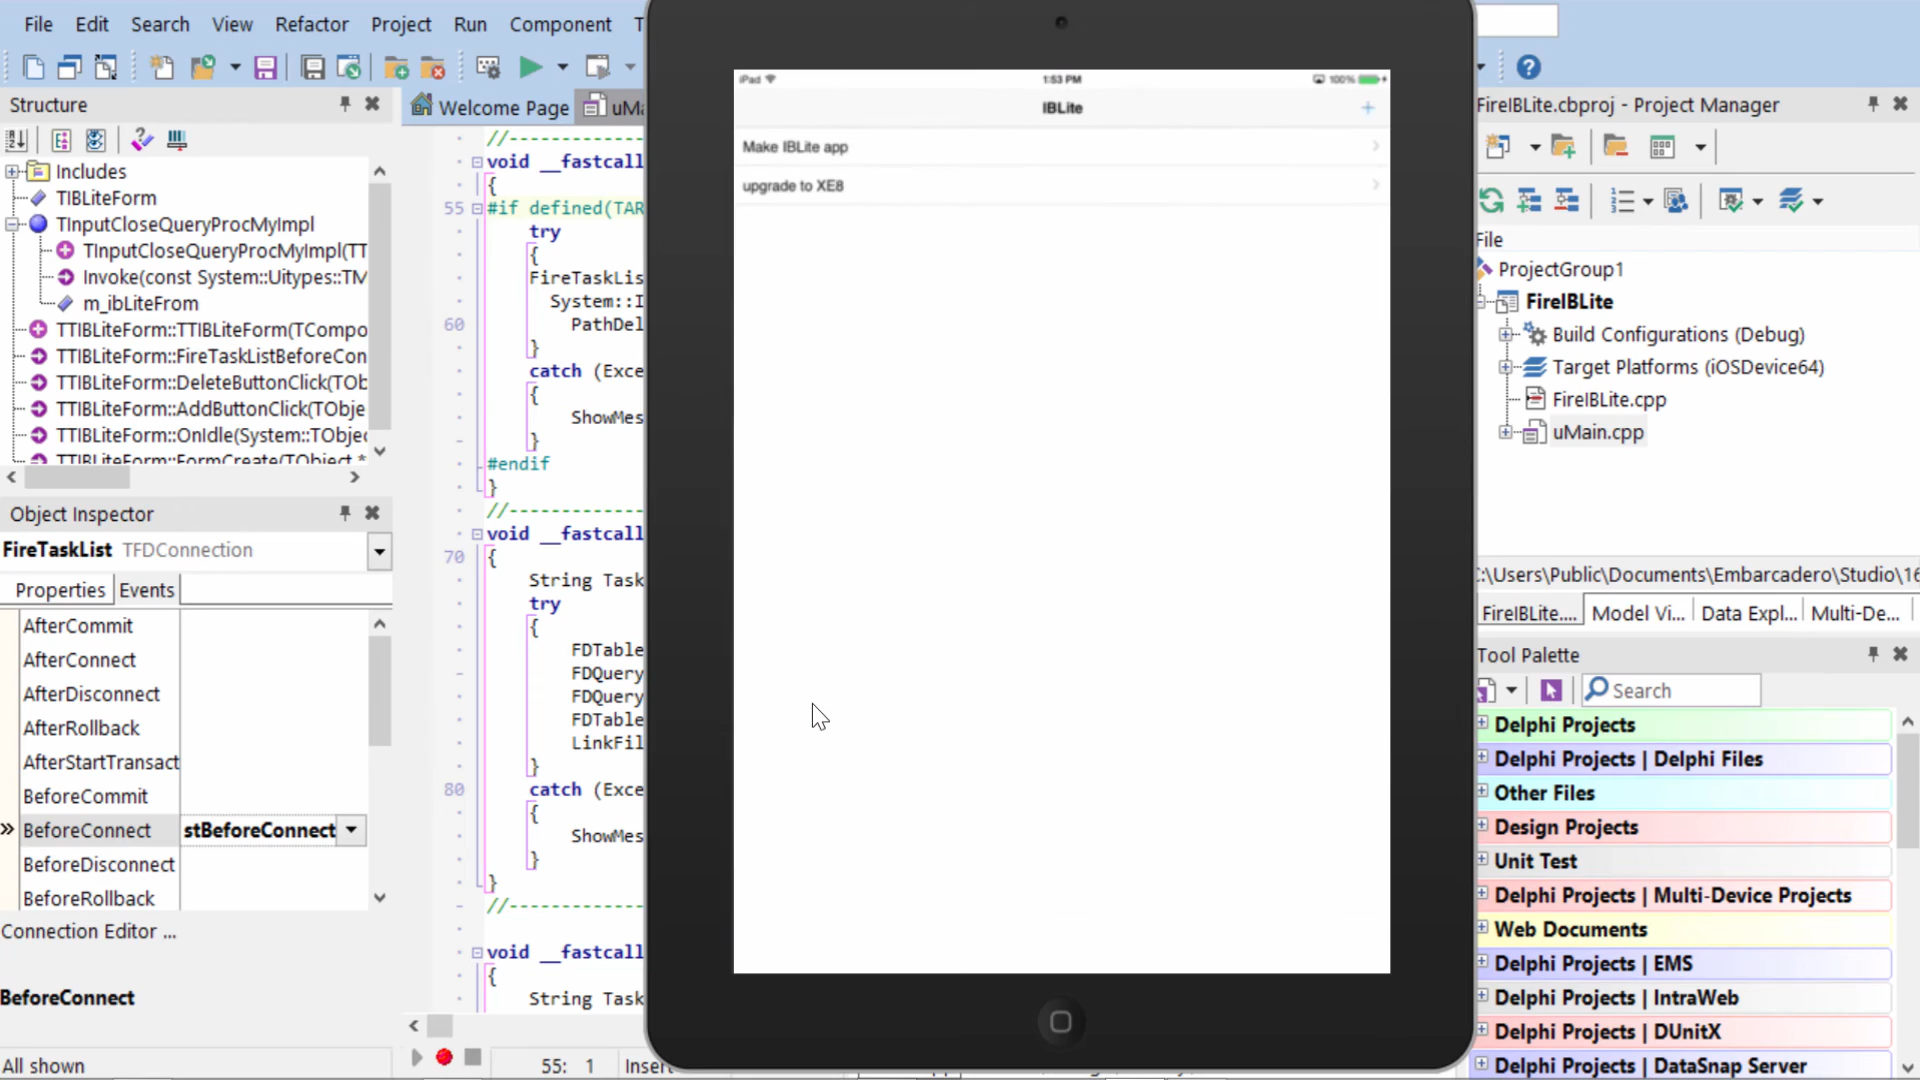 File Edit Search View Refactor Project Run Component T
Structure
Includes
TIBLiteForm
TInputCloseQueryProcMyImpl
TInputCloseQueryProcMyImpl(TT
Invoke(const System::Uitypes::TM
m_ibLiteFrom
TTIBLiteForm::TTIBLiteForm(TCompo
TTIBLiteForm::FireTaskListBeforeCon
TTIBLiteForm::DeleteButtonClick(TOb
TTIBLiteForm::AddButtonClick(TObje
TTIBLiteForm::OnIdle(System::TObje
TTIBLiteForm::FormCreate(TObject *
Object Inspector
FireTaskList TFDConnection
Properties Events
AfterCommit
AfterConnect
AfterDisconnect
AfterRollback
AfterStartTransact
BeforeCommit
BeforeConnect stBeforeConnect
BeforeDisconnect
BeforeRollback
Connection Editor ...
BeforeConnect
All shown
Welcome Page uMa
//---------------
void __fastcall
{
55 #if defined(TAR
try
{
FireTaskLis
System::I
60 PathDel
}
catch (Exce
{
ShowMes
}
#endif
}
//---------------
void __fastcall
70 {
String Task
try
{
FDTable
FDQuery
FDQuery
FDTable
LinkFil
}
80 catch (Exce
{
ShowMes
}
}
//---------------
void __fastcall
{
String Task
55: 1 Insert
iPad 1:53 PM 100%
IBLite +
Make IBLite app
upgrade to XE8
FireIBLite.cbproj - Project Manager
File
ProjectGroup1
FireIBLite
Build Configurations (Debug)
Target Platforms (iOSDevice64)
FireIBLite.cpp
uMain.cpp
C:\Users\Public\Documents\Embarcadero\Studio\16
FireIBLite.... Model Vi... Data Expl... Multi-De...
Tool Palette
Search
Delphi Projects
Delphi Projects | Delphi Files
Other Files
Design Projects
Unit Test
Delphi Projects | Multi-Device Projects
Web Documents
Delphi Projects | EMS
Delphi Projects | IntraWeb
Delphi Projects | DUnitX
Delphi Projects | DataSnap Server